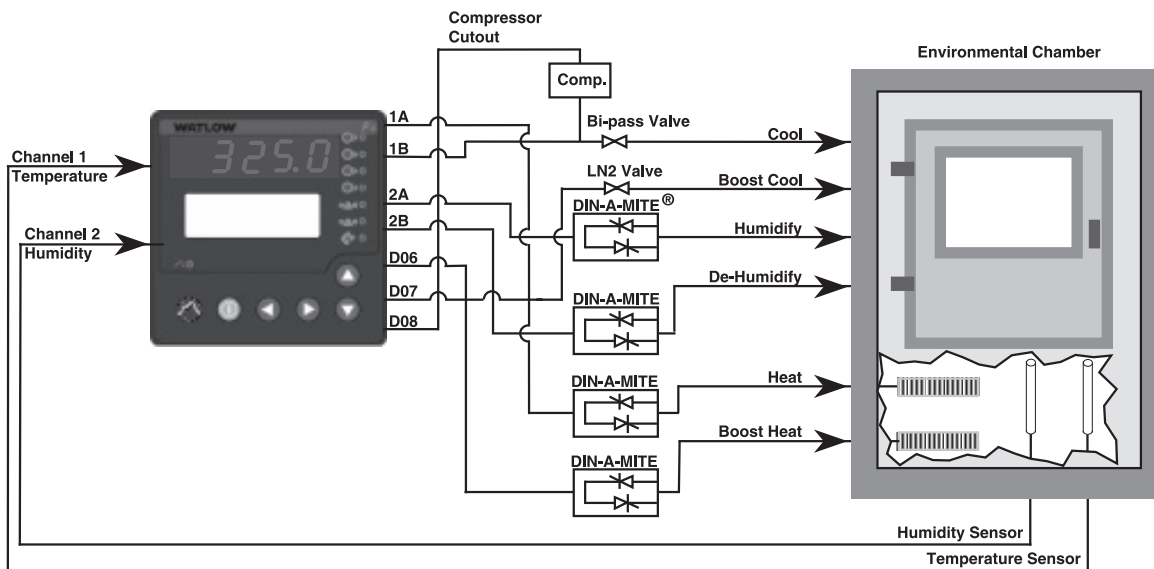 Compressor
Cutout
Environmental Chamber
Comp.
WATLOW
325.0
1A
1B
2A
2B
D06
D07
D08
Channel 1
Temperature
Channel 2
Humidity
Bi-pass Valve
Cool
LN2 Valve
Boost Cool
DIN-A-MITE®
Humidify
De-Humidify
DIN-A-MITE
DIN-A-MITE
Heat
Boost Heat
DIN-A-MITE
Humidity Sensor
Temperature Sensor